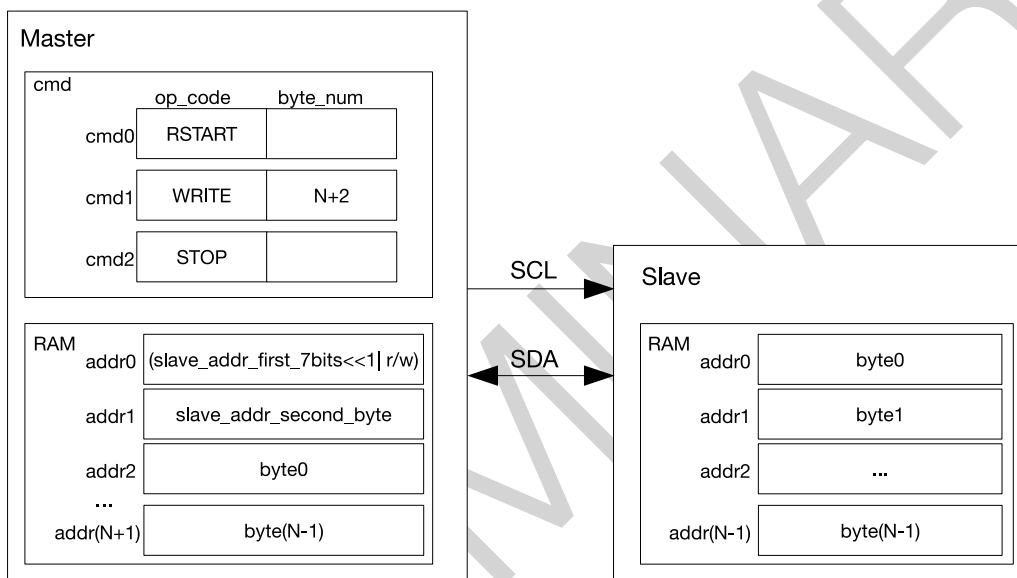 Master
cmd
op_code byte_num
cmd0 RSTART
cmd1 WRITE N+2
cmd2 STOP
RAM
addr0 (slave_addr_first_7bits<<1| r/w)
addr1 slave_addr_second_byte
addr2 byte0
...
addr(N+1) byte(N-1)
SCL
SDA
Slave
RAM
addr0 byte0
addr1 byte1
addr2 ...
addr(N-1) byte(N-1)
MINAR